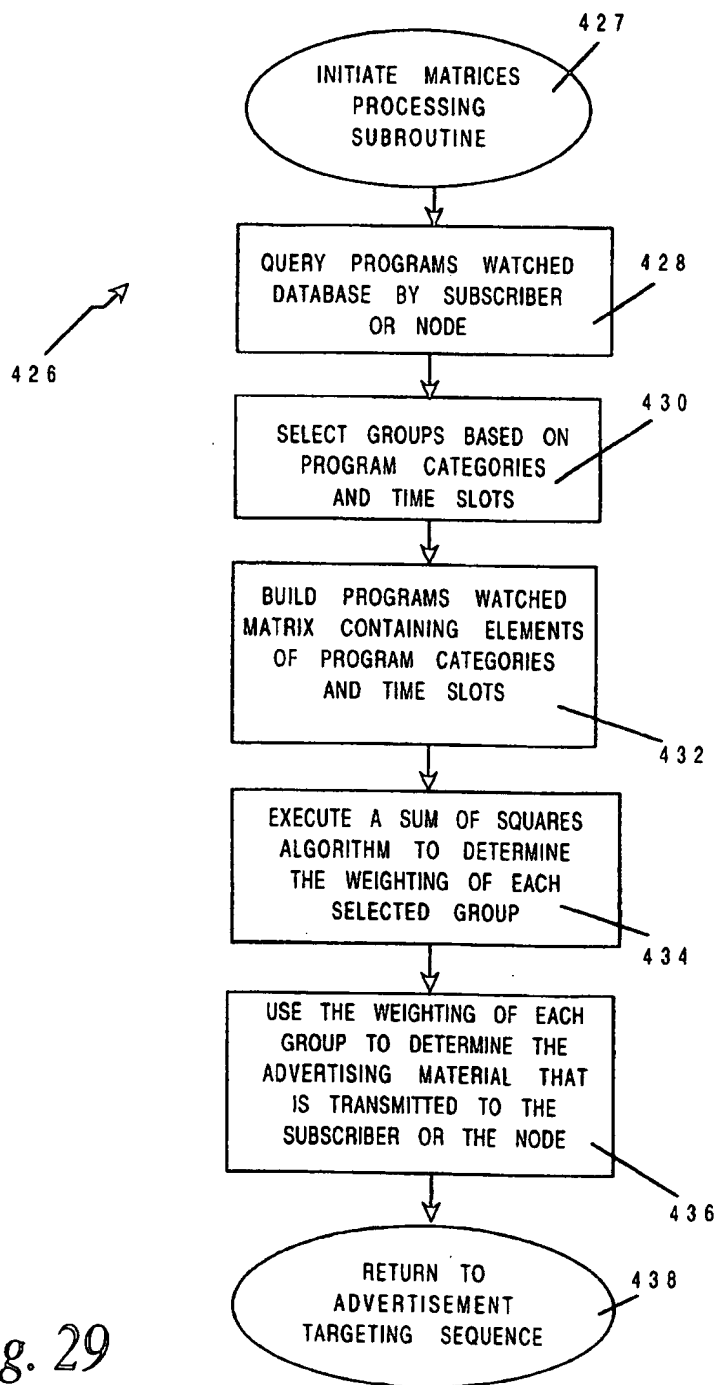 427
INITIATE MATRICES
PROCESSING
SUBROUTINE
QUERY PROGRAMS WATCHED
DATABASE BY SUBSCRIBER
OR NODE
428
426
SELECT GROUPS BASED ON
PROGRAM CATEGORIES
AND TIME SLOTS
430
BUILD PROGRAMS WATCHED
MATRIX CONTAINING ELEMENTS
OF PROGRAM CATEGORIES
AND TIME SLOTS
432
EXECUTE A SUM OF SQUARES
ALGORITHM TO DETERMINE
THE WEIGHTING OF EACH
SELECTED GROUP
434
USE THE WEIGHTING OF EACH
GROUP TO DETERMINE THE
ADVERTISING MATERIAL THAT
IS TRANSMITTED TO THE
SUBSCRIBER OR THE NODE
436
RETURN TO
ADVERTISEMENT
TARGETING SEQUENCE
438
g. 29